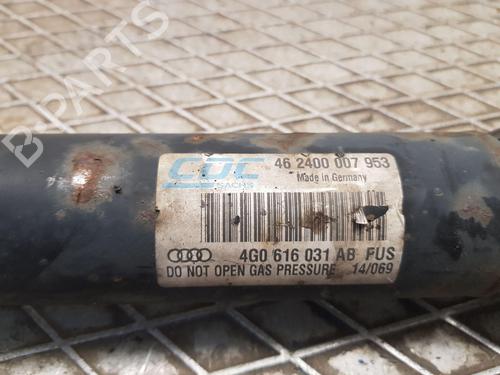 B-PARTS
CDC
SACHS
46 2400 007 953
Made in Germany
4G0 616 031 AB FUS
DO NOT OPEN GAS PRESSURE 14/069